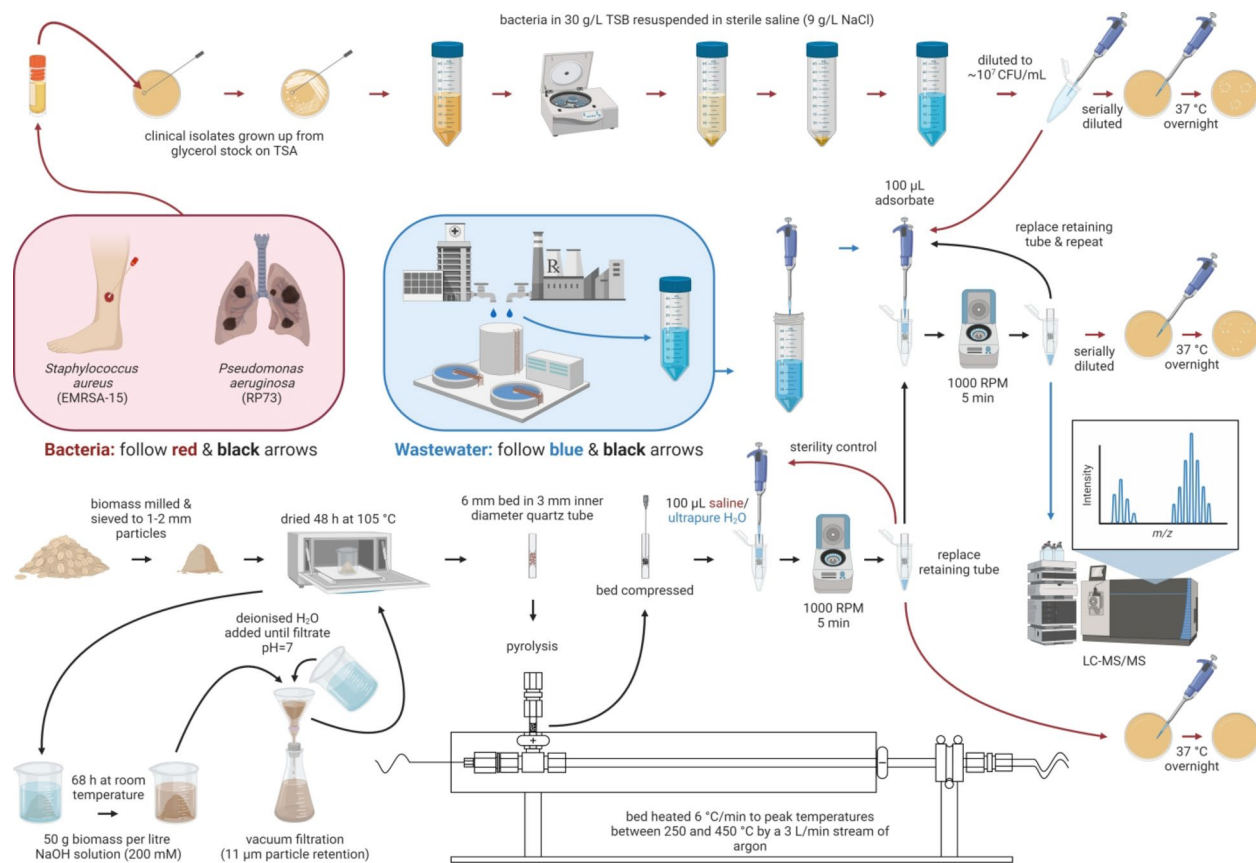 bacteria in 30 g/L TSB resuspended in sterile saline (9 g/L NaCl)
diluted to
~10⁷ CFU/mL
serially
diluted
37 °C
overnight
clinical isolates grown up from
glycerol stock on TSA
100 µL
adsorbate
replace retaining
tube & repeat
Staphylococcus
aureus
(EMRSA-15)
Pseudomonas
aeruginosa
(RP73)
℞
1000 RPM
5 min
serially
diluted
37 °C
overnight
Bacteria: follow red & black arrows
Wastewater: follow blue & black arrows
sterility control
biomass milled &
sieved to 1-2 mm
particles
dried 48 h at 105 °C
6 mm bed in 3 mm inner
diameter quartz tube
100 µL saline/
ultrapure H₂O
bed compressed
1000 RPM
5 min
replace
retaining tube
Intensity
m/z
LC-MS/MS
deionised H₂O
added until filtrate
pH=7
pyrolysis
68 h at room
temperature
50 g biomass per litre
NaOH solution (200 mM)
vacuum filtration
(11 µm particle retention)
bed heated 6 °C/min to peak temperatures
between 250 and 450 °C by a 3 L/min stream of
argon
37 °C
overnight